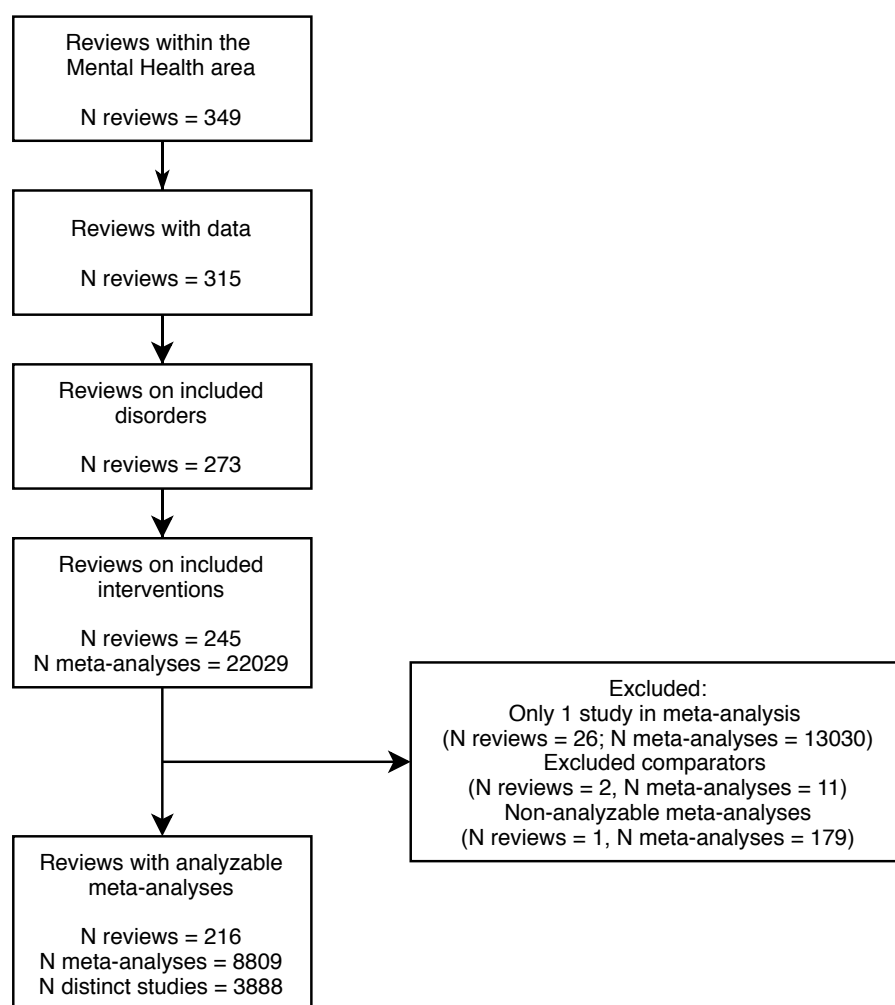 Reviews within the
Mental Health area
N reviews = 349
Reviews with data
N reviews = 315
Reviews on included
disorders
N reviews = 273
Reviews on included
interventions
N reviews = 245
N meta-analyses = 22029
Excluded:
Only 1 study in meta-analysis
(N reviews = 26; N meta-analyses = 13030)
Excluded comparators
(N reviews = 2, N meta-analyses = 11)
Non-analyzable meta-analyses
(N reviews = 1, N meta-analyses = 179)
Reviews with analyzable
meta-analyses
N reviews = 216
N meta-analyses = 8809
N distinct studies = 3888